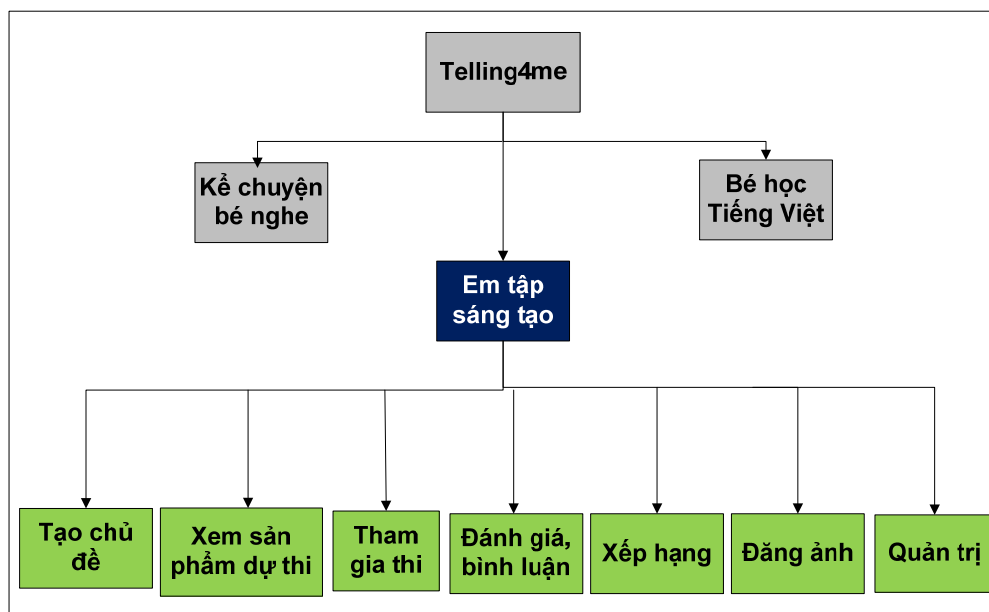 Telling4me
Kể chuyện
bé nghe
Bé học
Tiếng Việt
Em tập
sáng tạo
Tạo chủ
đề
Xem sản
phẩm dự thi
Tham
gia thi
Đánh giá,
bình luận
Xếp hạng
Đăng ảnh
Quản trị